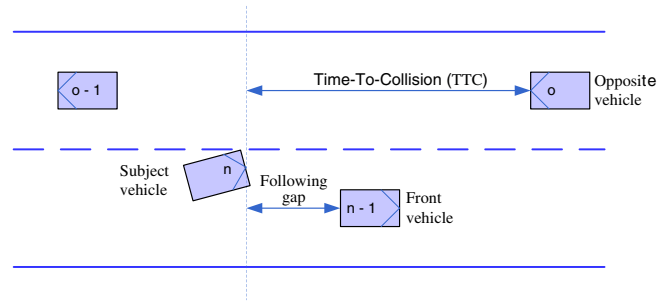 Time-To-Collision (TTC)
o - 1
o
Opposite
vehicle
Subject
vehicle
n
Following
gap
n - 1
Front
vehicle